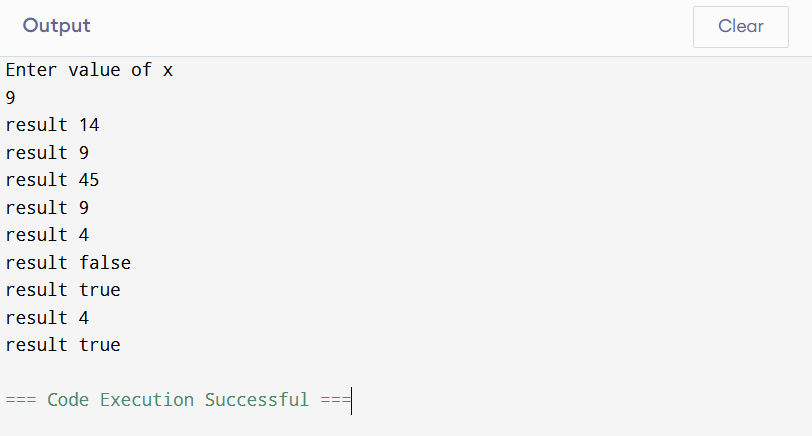 Output
Clear
Enter value of x
9
result 14
result 9
result 45
result 9
result 4
result false
result true
result 4
result true
=== Code Execution Successful ===